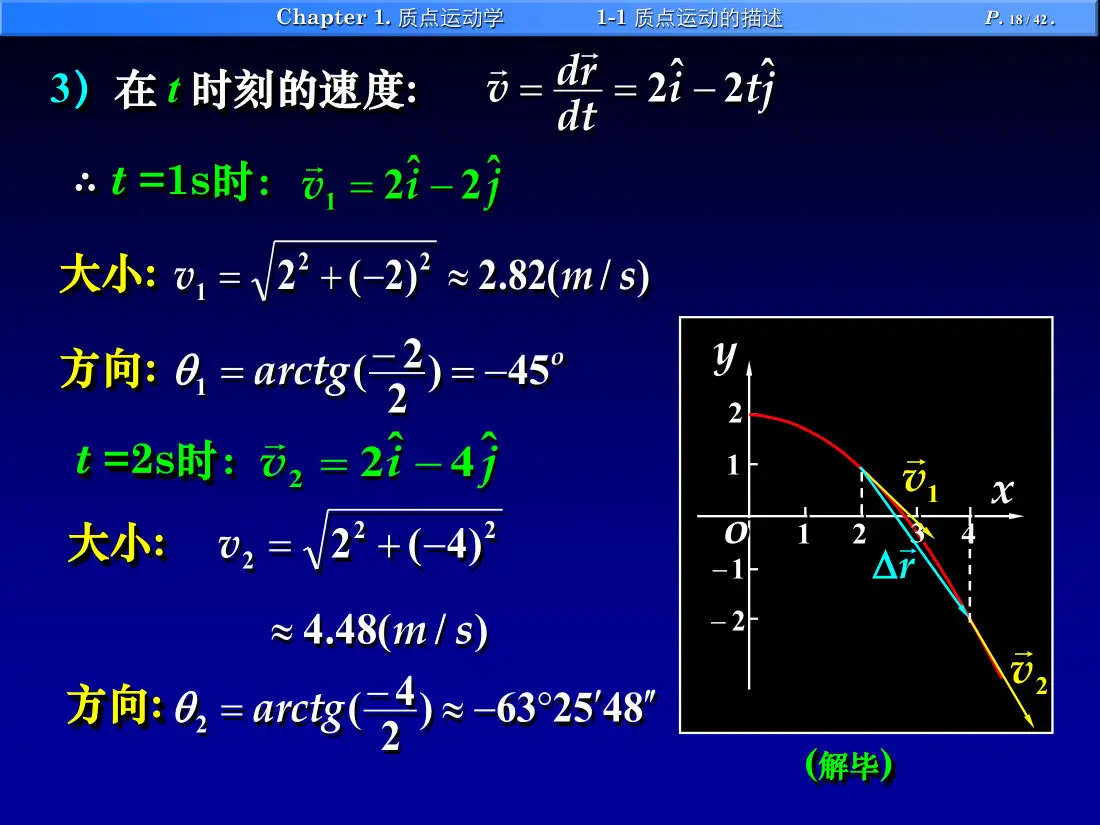 Chapter 1. 质点运动学 1-1 质点运动的描述 P. 18 / 42 .
3）在 t 时刻的速度: v⃗ = dr⃗/dt = 2î − 2tĵ
∴ t =1s时: v⃗₁ = 2î − 2ĵ
大小: v₁ = √(2² + (−2)²) ≈ 2.82(m / s)
方向: θ₁ = arctg(−2/2) = −45°
t =2s时: v⃗₂ = 2î − 4ĵ
大小: v₂ = √(2² + (−4)²)
≈ 4.48(m / s)
方向: θ₂ = arctg(−4/2) ≈ −63°25′48″
y
2
1
v⃗₁
x
O 1 2 3 4
−1
Δr⃗
−2
v⃗₂
(解毕)